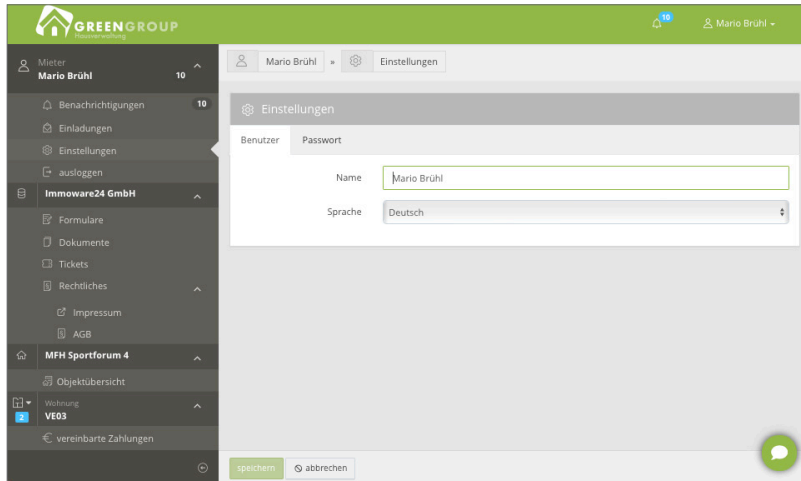 GREENGROUP
Hausverwaltung
10
Mario Brühl
Mieter
Mario Brühl 10
Benachrichtigungen 10
Einladungen
Einstellungen
ausloggen
Immoware24 GmbH
Formulare
Dokumente
Tickets
Rechtliches
Impressum
AGB
MFH Sportforum 4
Objektübersicht
Wohnung
2 VE03
vereinbarte Zahlungen
Mario Brühl » Einstellungen
Einstellungen
Benutzer Passwort
Name Mario Brühl
Sprache Deutsch
speichern abbrechen